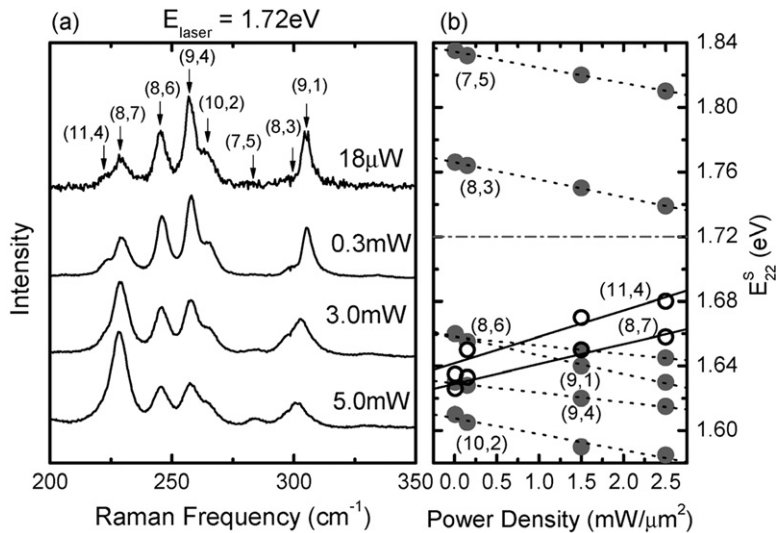 (a)
E_laser = 1.72eV
(b)
(9,4)
(8,6)
(9,1)
(8,7)
(10,2)
(11,4)
(7,5)
(8,3)
18μW
0.3mW
3.0mW
5.0mW
Intensity
200 250 300 350
Raman Frequency (cm⁻¹)
(7,5)
(8,3)
(11,4)
(8,6)
(8,7)
(9,1)
(9,4)
(10,2)
1.84
1.80
1.76
1.72
1.68
1.64
1.60
E^S_22 (eV)
0.0 0.5 1.0 1.5 2.0 2.5
Power Density (mW/μm²)